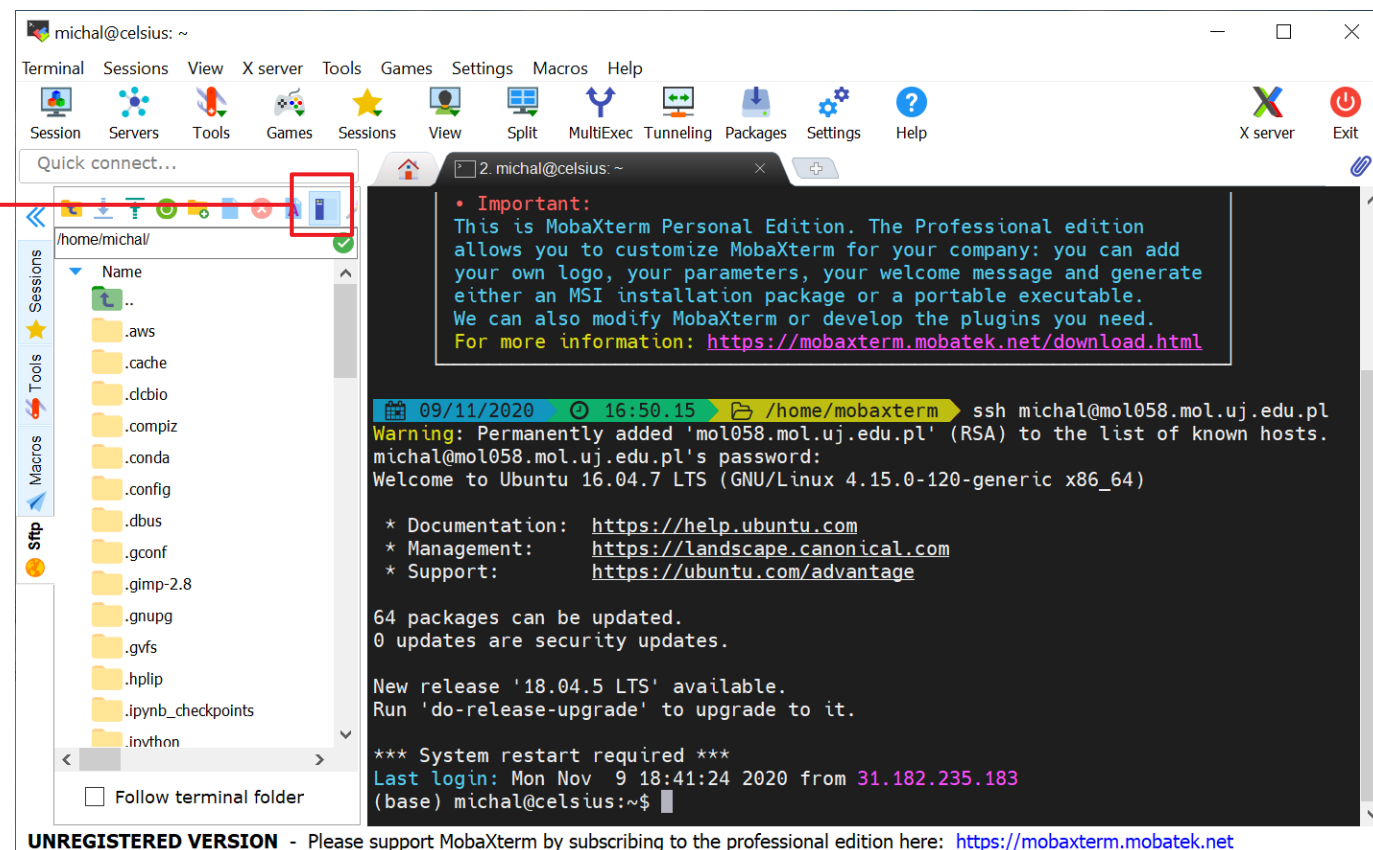 michal@celsius: ~
Terminal Sessions View X server Tools Games Settings Macros Help
Session Servers Tools Games Sessions View Split MultiExec Tunneling Packages Settings Help X server Exit
Quick connect...
2. michal@celsius: ~
/home/michal/
Name
..
.aws
.cache
.clcbio
.compiz
.conda
.config
.dbus
.gconf
.gimp-2.8
.gnupg
.gvfs
.hplip
.ipynb_checkpoints
.ipython
Follow terminal folder
Sessions
Tools
Macros
Sftp
• Important:
This is MobaXterm Personal Edition. The Professional edition
allows you to customize MobaXterm for your company: you can add
your own logo, your parameters, your welcome message and generate
either an MSI installation package or a portable executable.
We can also modify MobaXterm or develop the plugins you need.
For more information: https://mobaxterm.mobatek.net/download.html
09/11/2020 16:50.15 /home/mobaxterm ssh michal@mol058.mol.uj.edu.pl
Warning: Permanently added 'mol058.mol.uj.edu.pl' (RSA) to the list of known hosts.
michal@mol058.mol.uj.edu.pl's password:
Welcome to Ubuntu 16.04.7 LTS (GNU/Linux 4.15.0-120-generic x86_64)
* Documentation: https://help.ubuntu.com
* Management: https://landscape.canonical.com
* Support: https://ubuntu.com/advantage
64 packages can be updated.
0 updates are security updates.
New release '18.04.5 LTS' available.
Run 'do-release-upgrade' to upgrade to it.
*** System restart required ***
Last login: Mon Nov 9 18:41:24 2020 from 31.182.235.183
(base) michal@celsius:~$
UNREGISTERED VERSION - Please support MobaXterm by subscribing to the professional edition here: https://mobaxterm.mobatek.net